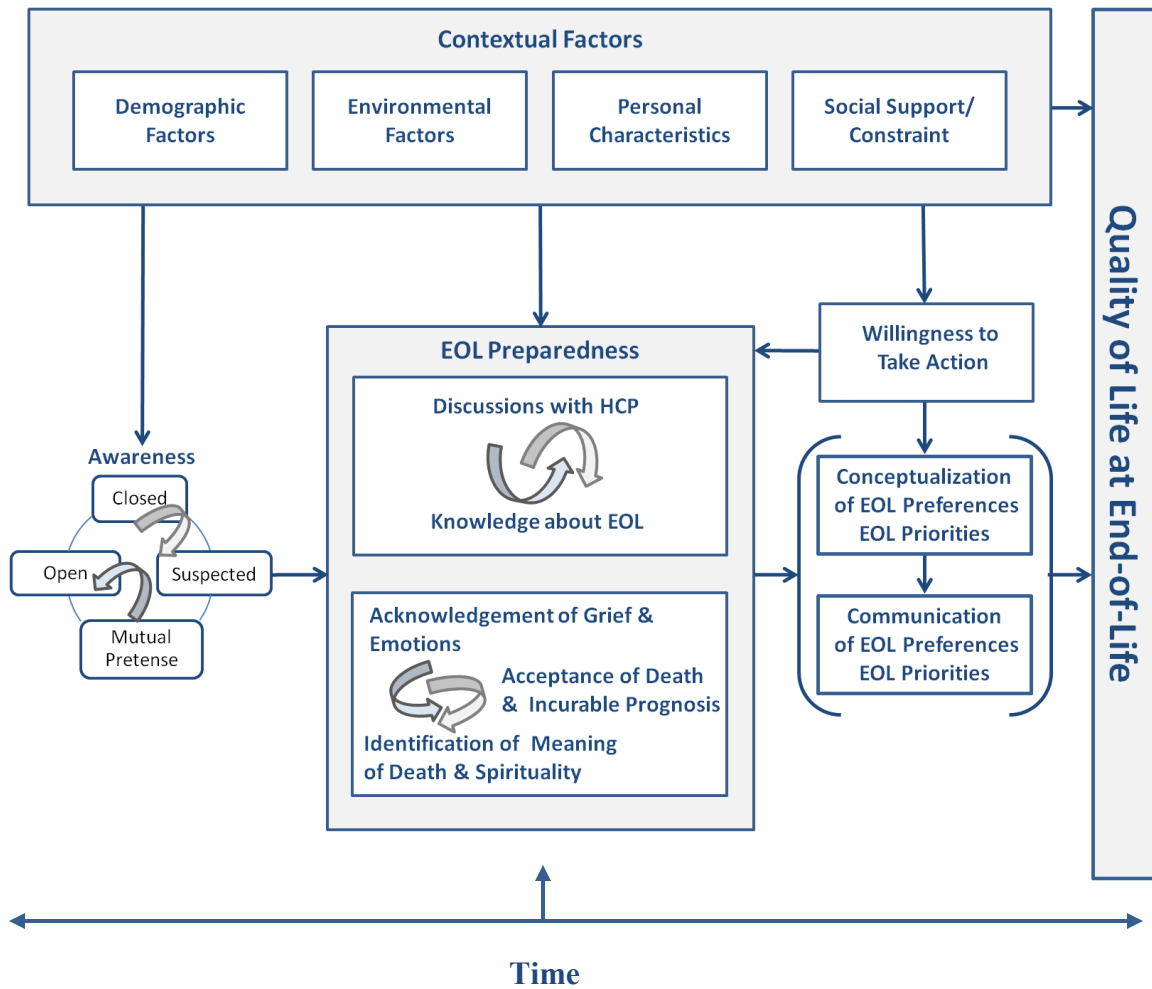 Contextual Factors
Demographic
Factors
Environmental
Factors
Personal
Characteristics
Social Support/
Constraint
Quality of Life at End-of-Life
Willingness to
Take Action
EOL Preparedness
Discussions with HCP
Knowledge about EOL
Awareness
Closed
Open
Suspected
Mutual
Pretense
Acknowledgement of Grief &
Emotions
Acceptance of Death
& Incurable Prognosis
Identification of Meaning
of Death & Spirituality
Conceptualization
of EOL Preferences
EOL Priorities
Communication
of EOL Preferences
EOL Priorities
Time